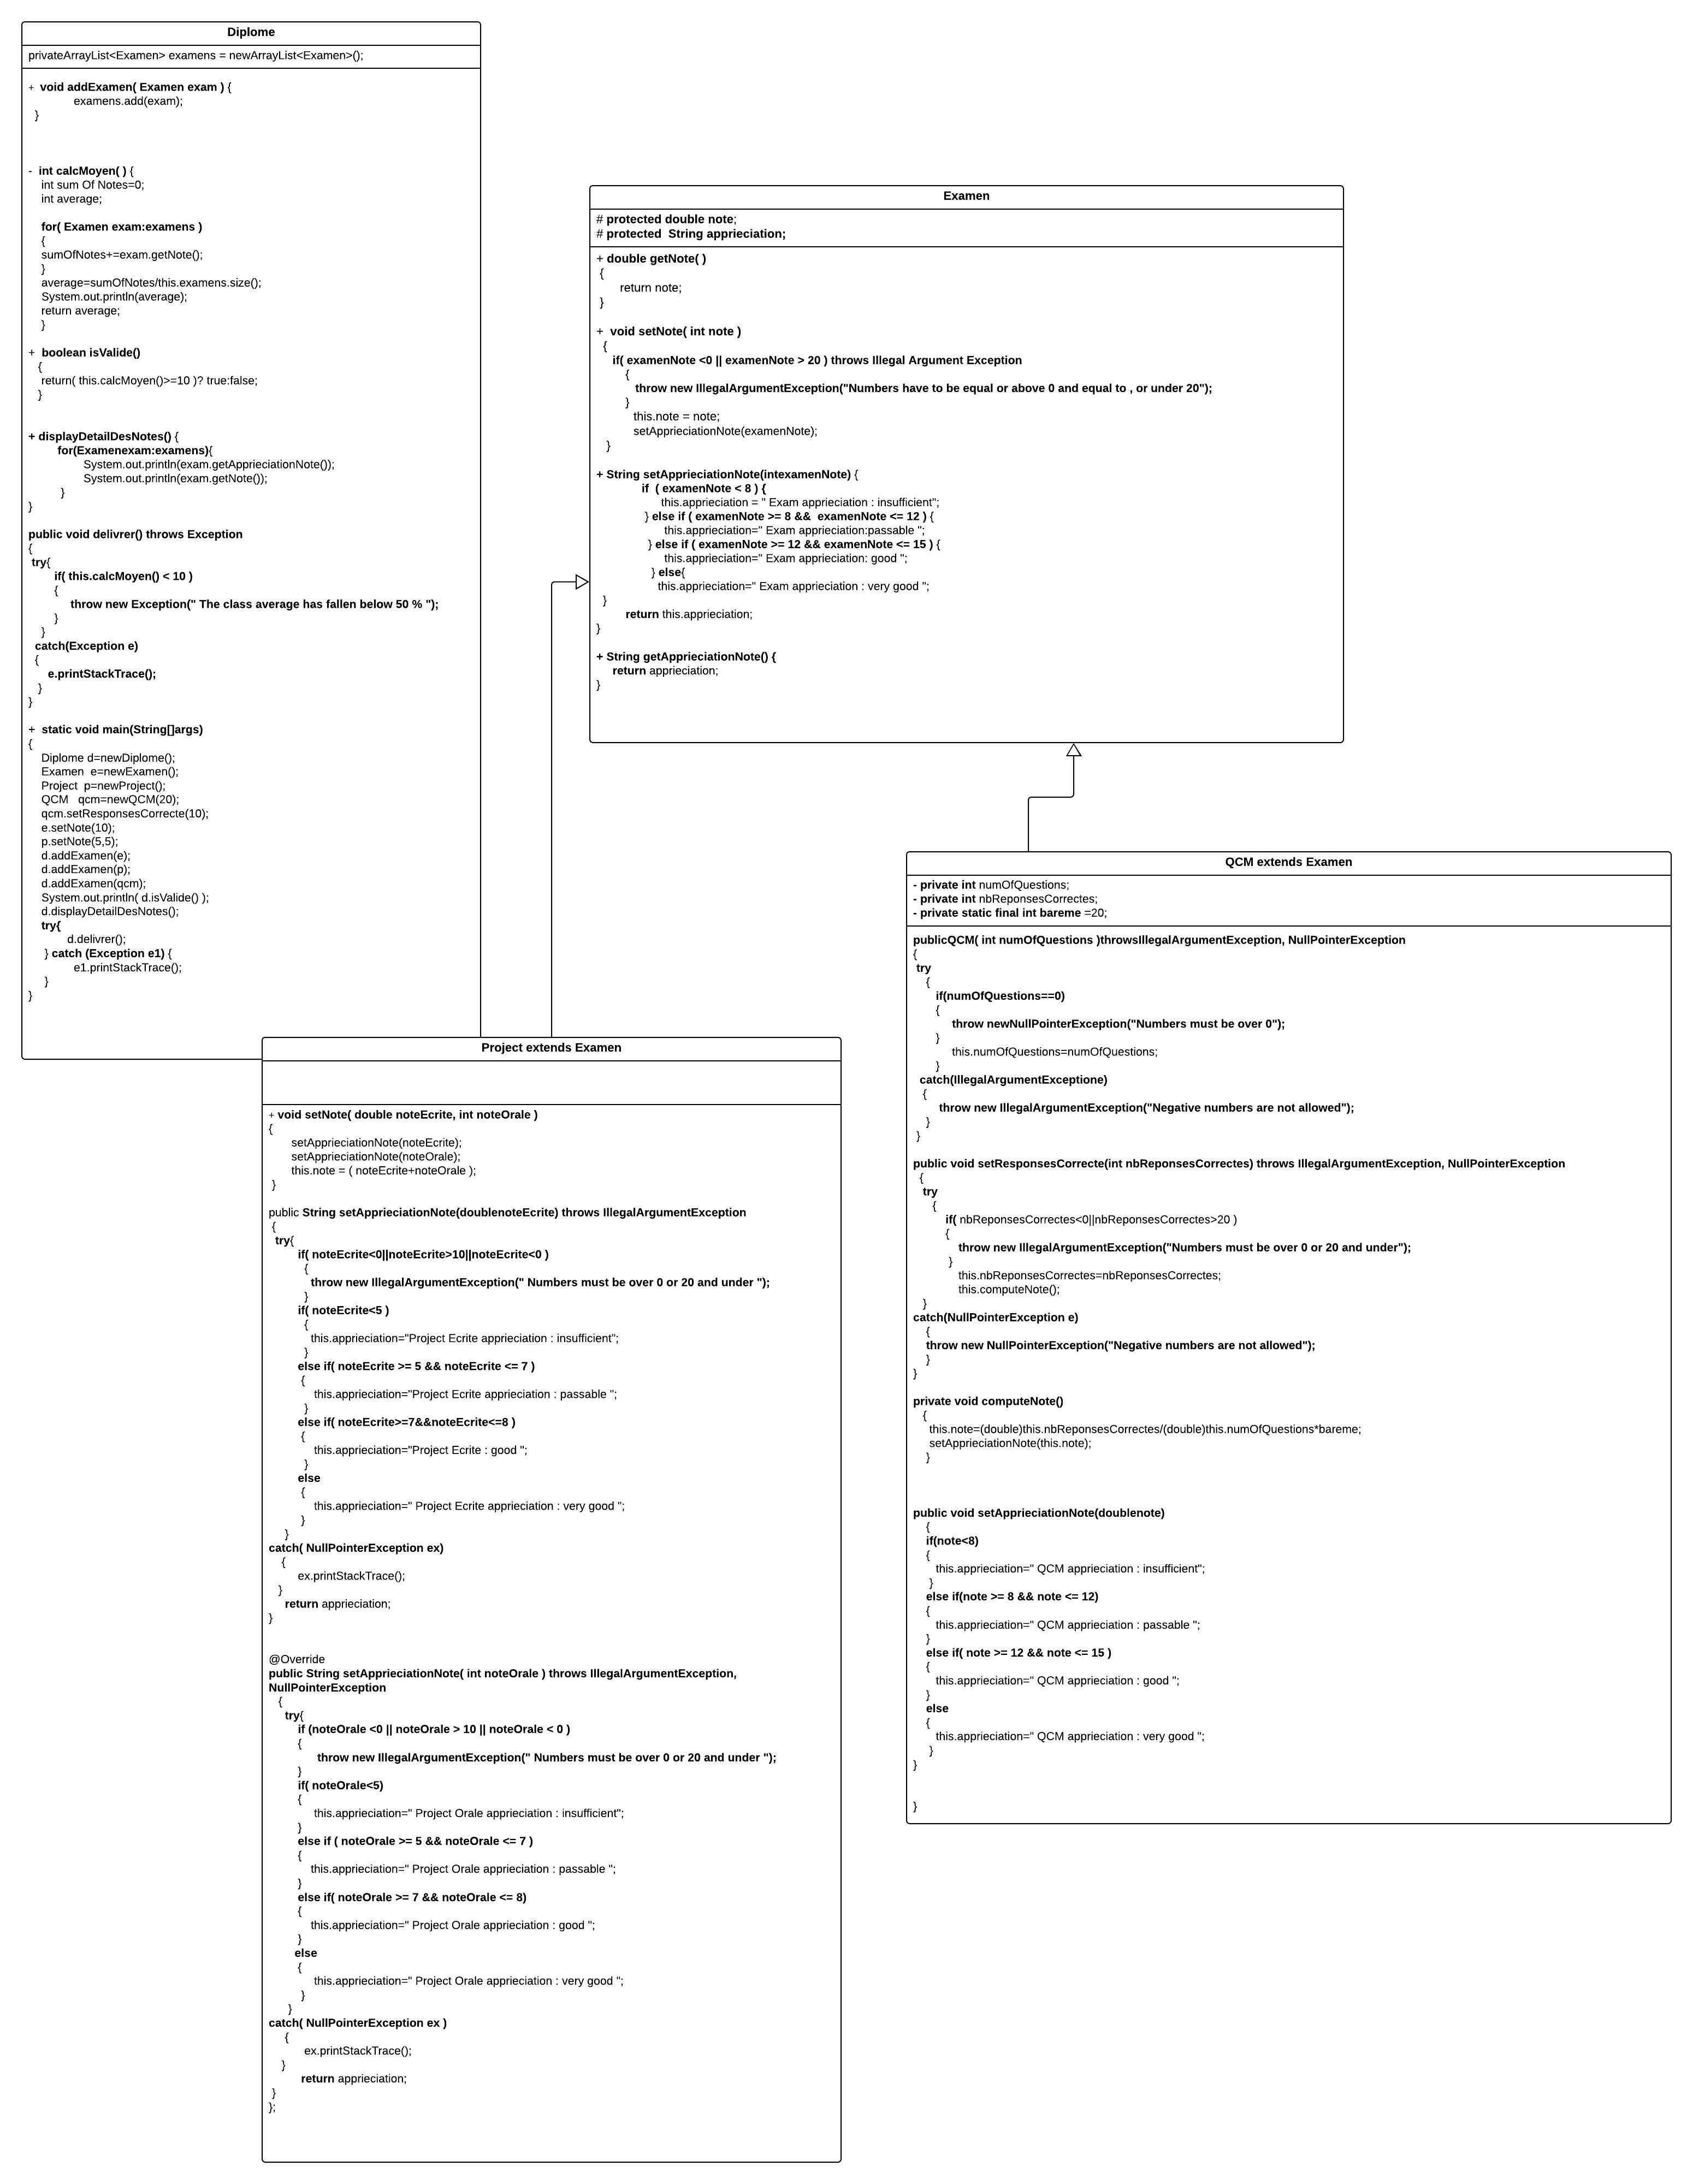 Diplome
privateArrayList<Examen> examens = newArrayList<Examen>();
+ void addExamen( Examen exam ) {
examens.add(exam);
}
- int calcMoyen( ) {
int sum Of Notes=0;
int average;
for( Examen exam:examens )
{
sumOfNotes+=exam.getNote();
}
average=sumOfNotes/this.examens.size();
System.out.println(average);
return average;
}
+ boolean isValide()
{
return( this.calcMoyen()>=10 )? true:false;
}
+ displayDetailDesNotes() {
for(Examenexam:examens){
System.out.println(exam.getApprieciationNote());
System.out.println(exam.getNote());
}
}
public void delivrer() throws Exception
{
try{
if( this.calcMoyen() < 10 )
{
throw new Exception(" The class average has fallen below 50 % ");
}
}
catch(Exception e)
{
e.printStackTrace();
}
}
+ static void main(String[]args)
{
Diplome d=newDiplome();
Examen e=newExamen();
Project p=newProject();
QCM qcm=newQCM(20);
qcm.setResponsesCorrecte(10);
e.setNote(10);
p.setNote(5,5);
d.addExamen(e);
d.addExamen(p);
d.addExamen(qcm);
System.out.println( d.isValide() );
d.displayDetailDesNotes();
try{
d.delivrer();
} catch (Exception e1) {
e1.printStackTrace();
}
}
Examen
# protected double note;
# protected String apprieciation;
+ double getNote( )
{
return note;
}
+ void setNote( int note )
{
if( examenNote <0 || examenNote > 20 ) throws Illegal Argument Exception
{
throw new IllegalArgumentException("Numbers have to be equal or above 0 and equal to , or under 20");
}
this.note = note;
setApprieciationNote(examenNote);
}
+ String setApprieciationNote(intexamenNote) {
if ( examenNote < 8 ) {
this.apprieciation = " Exam apprieciation : insufficient";
} else if ( examenNote >= 8 && examenNote <= 12 ) {
this.apprieciation=" Exam apprieciation:passable ";
} else if ( examenNote >= 12 && examenNote <= 15 ) {
this.apprieciation=" Exam apprieciation: good ";
} else{
this.apprieciation=" Exam apprieciation : very good ";
}
return this.apprieciation;
}
+ String getApprieciationNote() {
return apprieciation;
}
Project extends Examen
+ void setNote( double noteEcrite, int noteOrale )
{
setApprieciationNote(noteEcrite);
setApprieciationNote(noteOrale);
this.note = ( noteEcrite+noteOrale );
}
public String setApprieciationNote(doublenoteEcrite) throws IllegalArgumentException
{
try{
if( noteEcrite<0||noteEcrite>10||noteEcrite<0 )
{
throw new IllegalArgumentException(" Numbers must be over 0 or 20 and under ");
}
if( noteEcrite<5 )
{
this.apprieciation="Project Ecrite apprieciation : insufficient";
}
else if( noteEcrite >= 5 && noteEcrite <= 7 )
{
this.apprieciation="Project Ecrite apprieciation : passable ";
}
else if( noteEcrite>=7&&noteEcrite<=8 )
{
this.apprieciation="Project Ecrite : good ";
}
else
{
this.apprieciation=" Project Ecrite apprieciation : very good ";
}
}
catch( NullPointerException ex)
{
ex.printStackTrace();
}
return apprieciation;
}
@Override
public String setApprieciationNote( int noteOrale ) throws IllegalArgumentException,
NullPointerException
{
try{
if (noteOrale <0 || noteOrale > 10 || noteOrale < 0 )
{
throw new IllegalArgumentException(" Numbers must be over 0 or 20 and under ");
}
if( noteOrale<5)
{
this.apprieciation=" Project Orale apprieciation : insufficient";
}
else if ( noteOrale >= 5 && noteOrale <= 7 )
{
this.apprieciation=" Project Orale apprieciation : passable ";
}
else if( noteOrale >= 7 && noteOrale <= 8)
{
this.apprieciation=" Project Orale apprieciation : good ";
}
else
{
this.apprieciation=" Project Orale apprieciation : very good ";
}
}
catch( NullPointerException ex )
{
ex.printStackTrace();
}
return apprieciation;
}
};
QCM extends Examen
- private int numOfQuestions;
- private int nbReponsesCorrectes;
- private static final int bareme =20;
publicQCM( int numOfQuestions )throwsIllegalArgumentException, NullPointerException
{
try
{
if(numOfQuestions==0)
{
throw newNullPointerException("Numbers must be over 0");
}
this.numOfQuestions=numOfQuestions;
}
catch(IllegalArgumentExceptione)
{
throw new IllegalArgumentException("Negative numbers are not allowed");
}
}
public void setResponsesCorrecte(int nbReponsesCorrectes) throws IllegalArgumentException, NullPointerException
{
try
{
if( nbReponsesCorrectes<0||nbReponsesCorrectes>20 )
{
throw new IllegalArgumentException("Numbers must be over 0 or 20 and under");
}
this.nbReponsesCorrectes=nbReponsesCorrectes;
this.computeNote();
}
catch(NullPointerException e)
{
throw new NullPointerException("Negative numbers are not allowed");
}
}
private void computeNote()
{
this.note=(double)this.nbReponsesCorrectes/(double)this.numOfQuestions*bareme;
setApprieciationNote(this.note);
}
public void setApprieciationNote(doublenote)
{
if(note<8)
{
this.apprieciation=" QCM apprieciation : insufficient";
}
else if(note >= 8 && note <= 12)
{
this.apprieciation=" QCM apprieciation : passable ";
}
else if( note >= 12 && note <= 15 )
{
this.apprieciation=" QCM apprieciation : good ";
}
else
{
this.apprieciation=" QCM apprieciation : very good ";
}
}
}